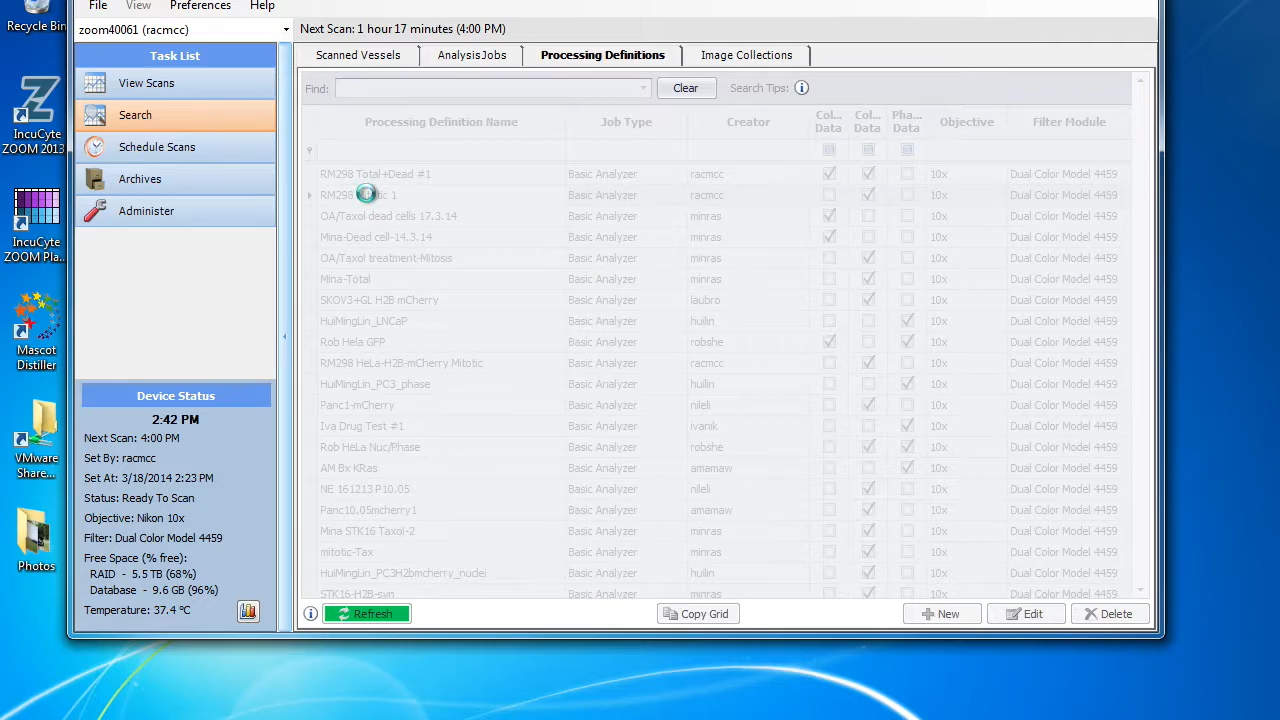 Recycle Bin
IncuCyte
ZOOM 2013...
IncuCyte
ZOOM Pla...
Mascot
Distiller
VMware
Share...
Photos
File View Preferences Help
zoom40061 (racmcc)
Next Scan: 1 hour 17 minutes (4:00 PM)
Task List
View Scans
Search
Schedule Scans
Archives
Administer
Device Status
2:42 PM
Next Scan: 4:00 PM
Set By: racmcc
Set At: 3/18/2014 2:23 PM
Status: Ready To Scan
Objective: Nikon 10x
Filter: Dual Color Model 4459
Free Space (% free):
RAID - 5.5 TB (68%)
Database - 9.6 GB (96%)
Temperature: 37.4 °C
Scanned Vessels Analysis Jobs Processing Definitions Image Collections
Find: Clear Search Tips:
Processing Definition Name Job Type Creator Col... Data Col... Data Pha... Data Objective Filter Module
RM298 Total+Dead #1 Basic Analyzer racmcc 10x Dual Color Model 4459
RM298 1 Basic Analyzer racmcc 10x Dual Color Model 4459
OA/Taxol dead cells 17.3.14 Basic Analyzer minras 10x Dual Color Model 4459
Mina-Dead cell-14.3.14 Basic Analyzer minras 10x Dual Color Model 4459
OA/Taxol treatment-Mitosis Basic Analyzer minras 10x Dual Color Model 4459
Mina-Total Basic Analyzer minras 10x Dual Color Model 4459
SKOV3+GL H2B mCherry Basic Analyzer laubro 10x Dual Color Model 4459
HuiMingLin_LNCaP Basic Analyzer huilin 10x Dual Color Model 4459
Rob Hela GFP Basic Analyzer robshe 10x Dual Color Model 4459
RM298 HeLa-H2B-mCherry Mitotic Basic Analyzer racmcc 10x Dual Color Model 4459
HuiMingLin_PC3_phase Basic Analyzer huilin 10x Dual Color Model 4459
Panc1-mCherry Basic Analyzer nileli 10x Dual Color Model 4459
Iva Drug Test #1 Basic Analyzer ivanik 10x Dual Color Model 4459
Rob HeLa Nuc/Phase Basic Analyzer robshe 10x Dual Color Model 4459
AM Bx KRas Basic Analyzer amamaw 10x Dual Color Model 4459
NE 161213 P10.05 Basic Analyzer nileli 10x Dual Color Model 4459
Panc10.05mcherry1 Basic Analyzer amamaw 10x Dual Color Model 4459
Mina STK16 Taxol-2 Basic Analyzer minras 10x Dual Color Model 4459
mitotic-Tax Basic Analyzer minras 10x Dual Color Model 4459
HuiMingLin_PC3H2bmcherry_nuclei Basic Analyzer huilin 10x Dual Color Model 4459
STK16-H2B-syn Basic Analyzer minras 10x Dual Color Model 4459
Refresh Copy Grid New Edit Delete